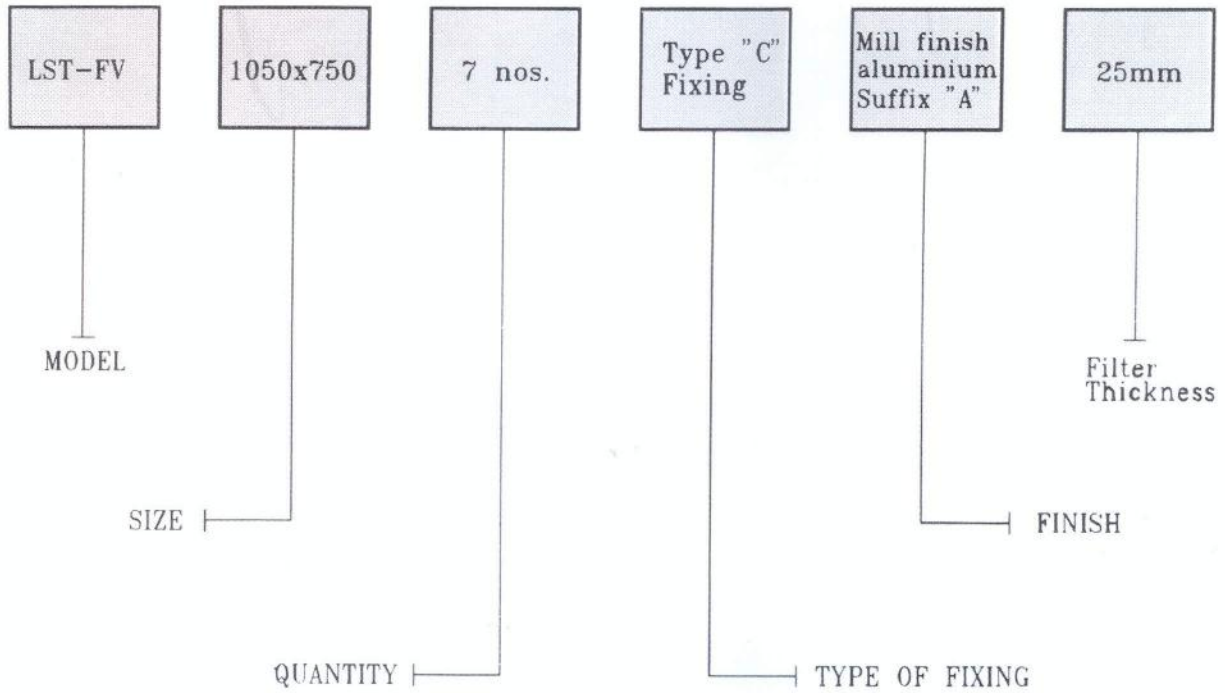 LST-FV
1050x750
7 nos.
Type "C"
Fixing
Mill finish
aluminium
Suffix "A"
25mm
MODEL
Filter
Thickness
SIZE
FINISH
QUANTITY
TYPE OF FIXING